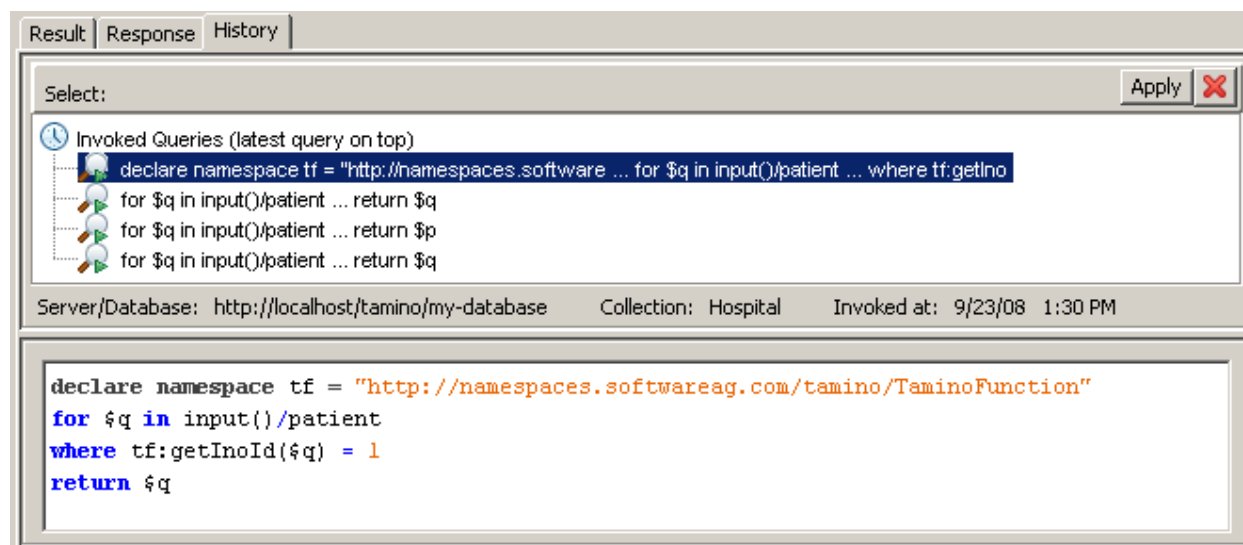 Result Response History
Select: Apply
Invoked Queries (latest query on top)
declare namespace tf = "http://namespaces.software ... for $q in input()/patient ... where tf:getIno
for $q in input()/patient ... return $q
for $q in input()/patient ... return $p
for $q in input()/patient ... return $q
Server/Database: http://localhost/tamino/my-database Collection: Hospital Invoked at: 9/23/08 1:30 PM
declare namespace tf = "http://namespaces.softwareag.com/tamino/TaminoFunction"
for $q in input()/patient
where tf:getInoId($q) = 1
return $q